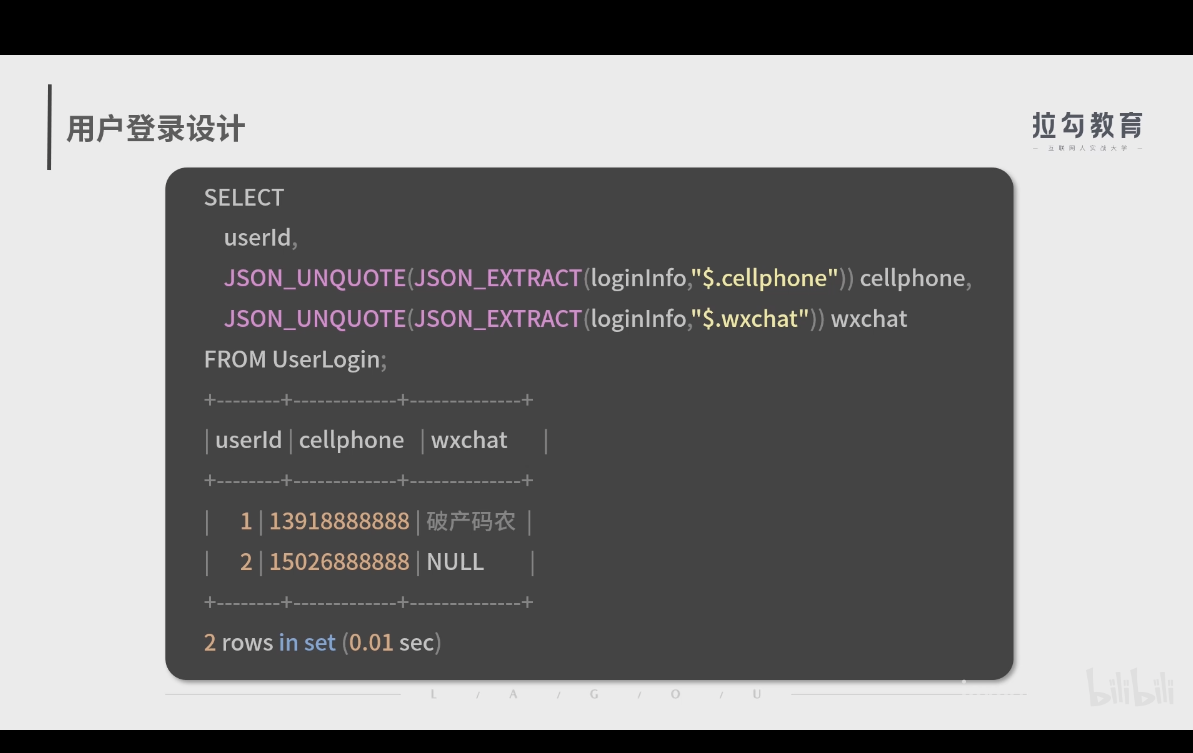 用户登录设计
拉勾教育
— 互联网人实战大学 —
SELECT
userId,
JSON_UNQUOTE(JSON_EXTRACT(loginInfo,"$.cellphone")) cellphone,
JSON_UNQUOTE(JSON_EXTRACT(loginInfo,"$.wxchat")) wxchat
FROM UserLogin;
+--------+-------------+--------------+
| userId | cellphone | wxchat |
+--------+-------------+--------------+
| 1 | 13918888888 | 破产码农 |
| 2 | 15026888888 | NULL |
+--------+-------------+--------------+
2 rows in set (0.01 sec)
L / A / G / O / U
bilibili